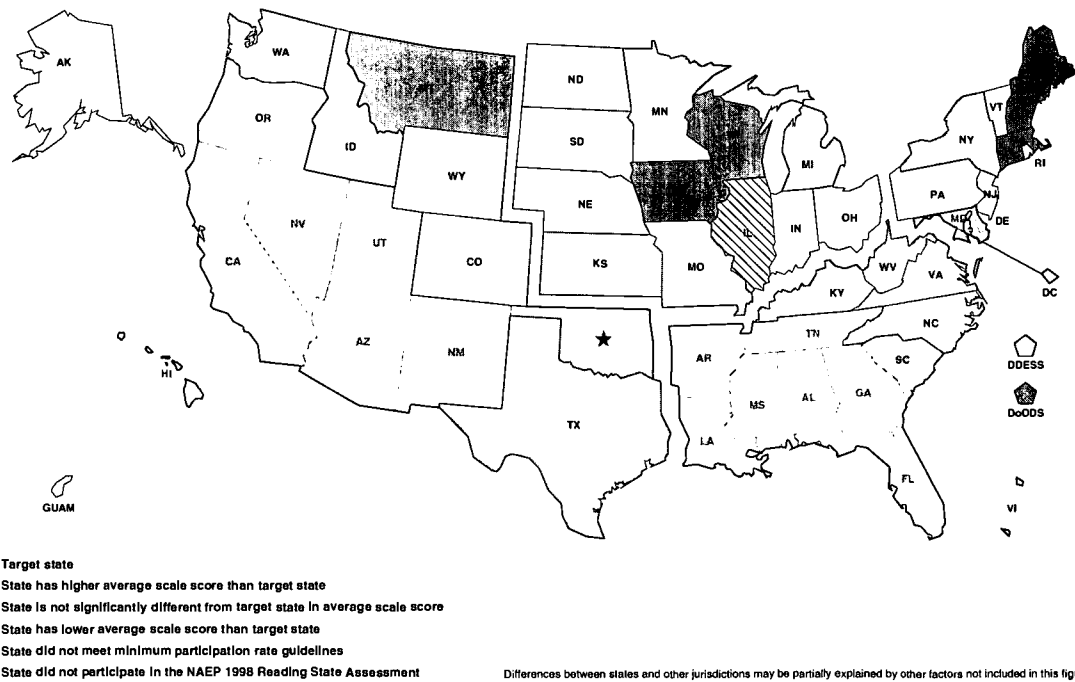 AK
WA
OR
ID
ND
MN
SD
WY
NE
NV
UT
CA
CO
KS
MO
IL
IN
OH
MI
PA
NY
VT
RI
NJ
DE
MD
DC
WV
VA
KY
NC
TN
SC
AZ
NM
AR
MS
AL
GA
LA
TX
FL
HI
DDESS
DoODS
GUAM
VI
Target state
State has higher average scale score than target state
State is not significantly different from target state in average scale score
State has lower average scale score than target state
State did not meet minimum participation rate guidelines
State did not participate in the NAEP 1998 Reading State Assessment
Differences between states and other jurisdictions may be partially explained by other factors not included in this fig